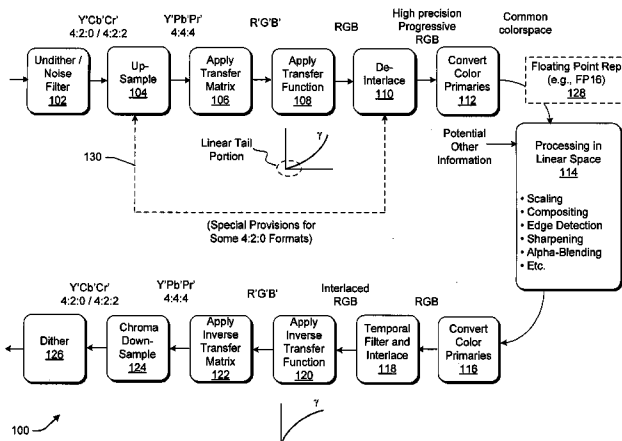 Y'Cb'Cr'
4:2:0 / 4:2:2
Y'Pb'Pr'
4:4:4
R'G'B'
RGB
High precision
Progressive
RGB
Common
colorspace
Undither /
Noise
Filter
102
Up-
Sample
104
Apply
Transfer
Matrix
106
Apply
Transfer
Function
108
De-
Interlace
110
Convert
Color
Primaries
112
Floating Point Rep
(e.g., FP16)
128
130
Linear Tail
Portion
γ
Potential
Other
Information
Processing in
Linear Space
114
• Scaling
• Compositing
• Edge Detection
• Sharpening
• Alpha-Blending
• Etc.
(Special Provisions for
Some 4:2:0 Formats)
Y'Cb'Cr'
4:2:0 / 4:2:2
Y'Pb'Pr'
4:4:4
R'G'B'
Interlaced
RGB
RGB
Dither
126
Chroma
Down-
Sample
124
Apply
Inverse
Transfer
Matrix
122
Apply
Inverse
Transfer
Function
120
Temporal
Filter and
Interlace
118
Convert
Color
Primaries
116
100
γ